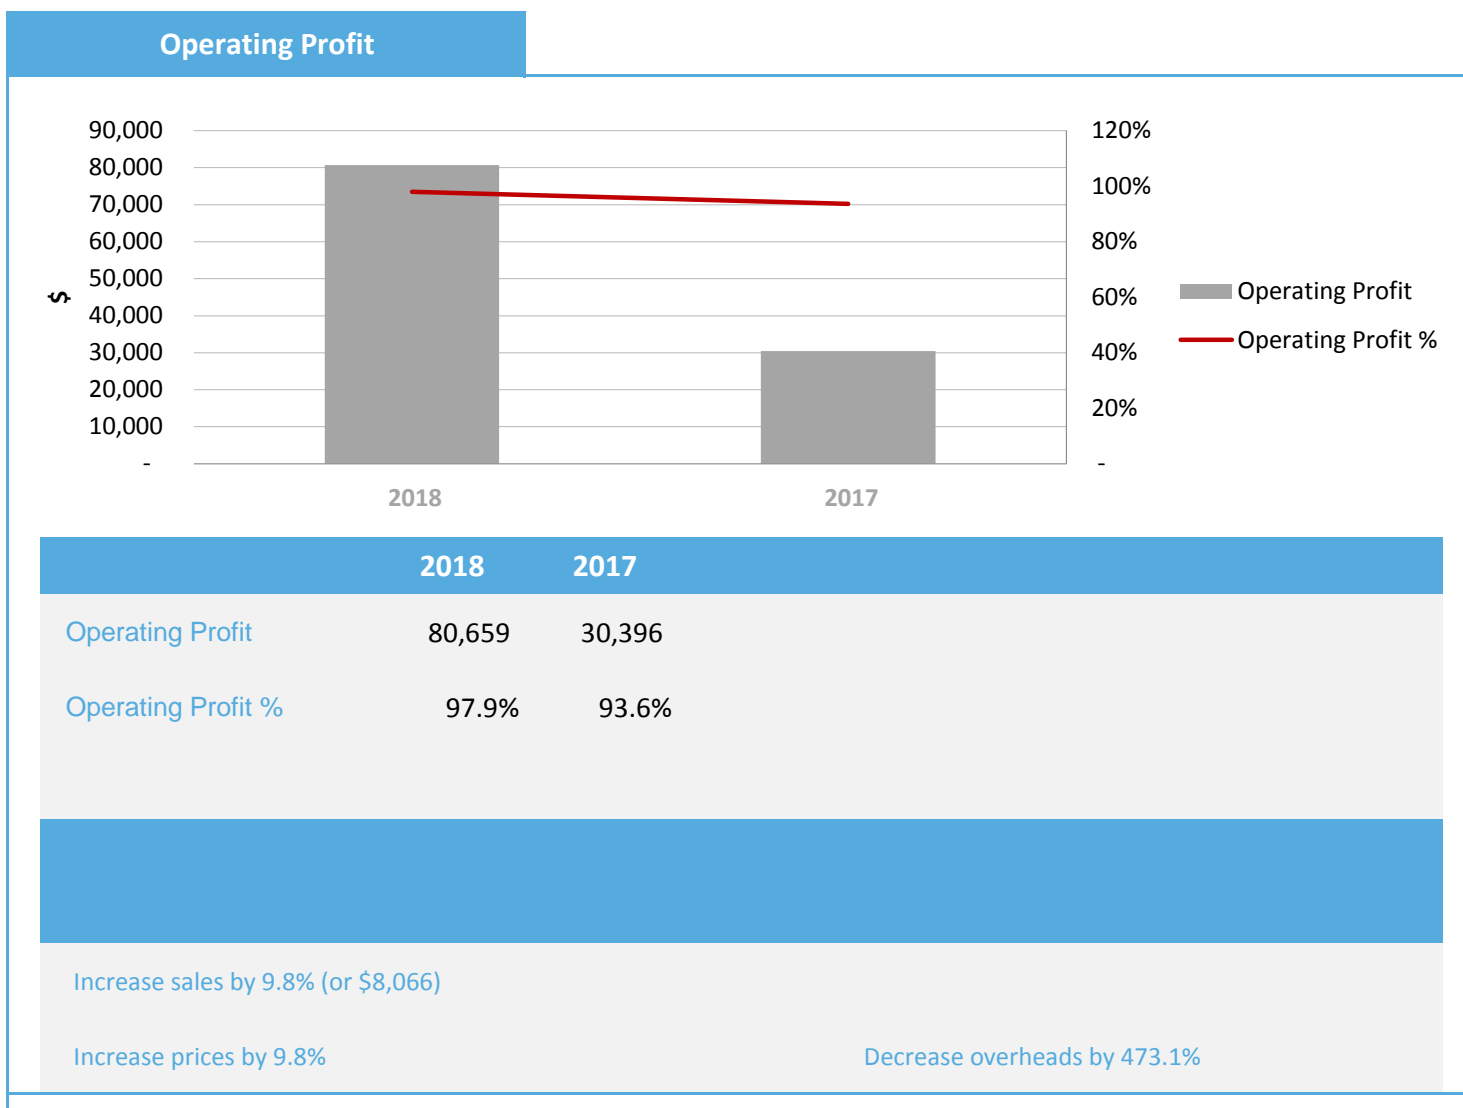 Operating Profit
90,000
80,000
70,000
60,000
50,000
40,000
30,000
20,000
10,000
-
$
120%
100%
80%
60%
40%
20%
-
Operating Profit
Operating Profit %
2018 2017
2018 2017
Operating Profit 80,659 30,396
Operating Profit % 97.9% 93.6%
Increase sales by 9.8% (or $8,066)
Increase prices by 9.8% Decrease overheads by 473.1%